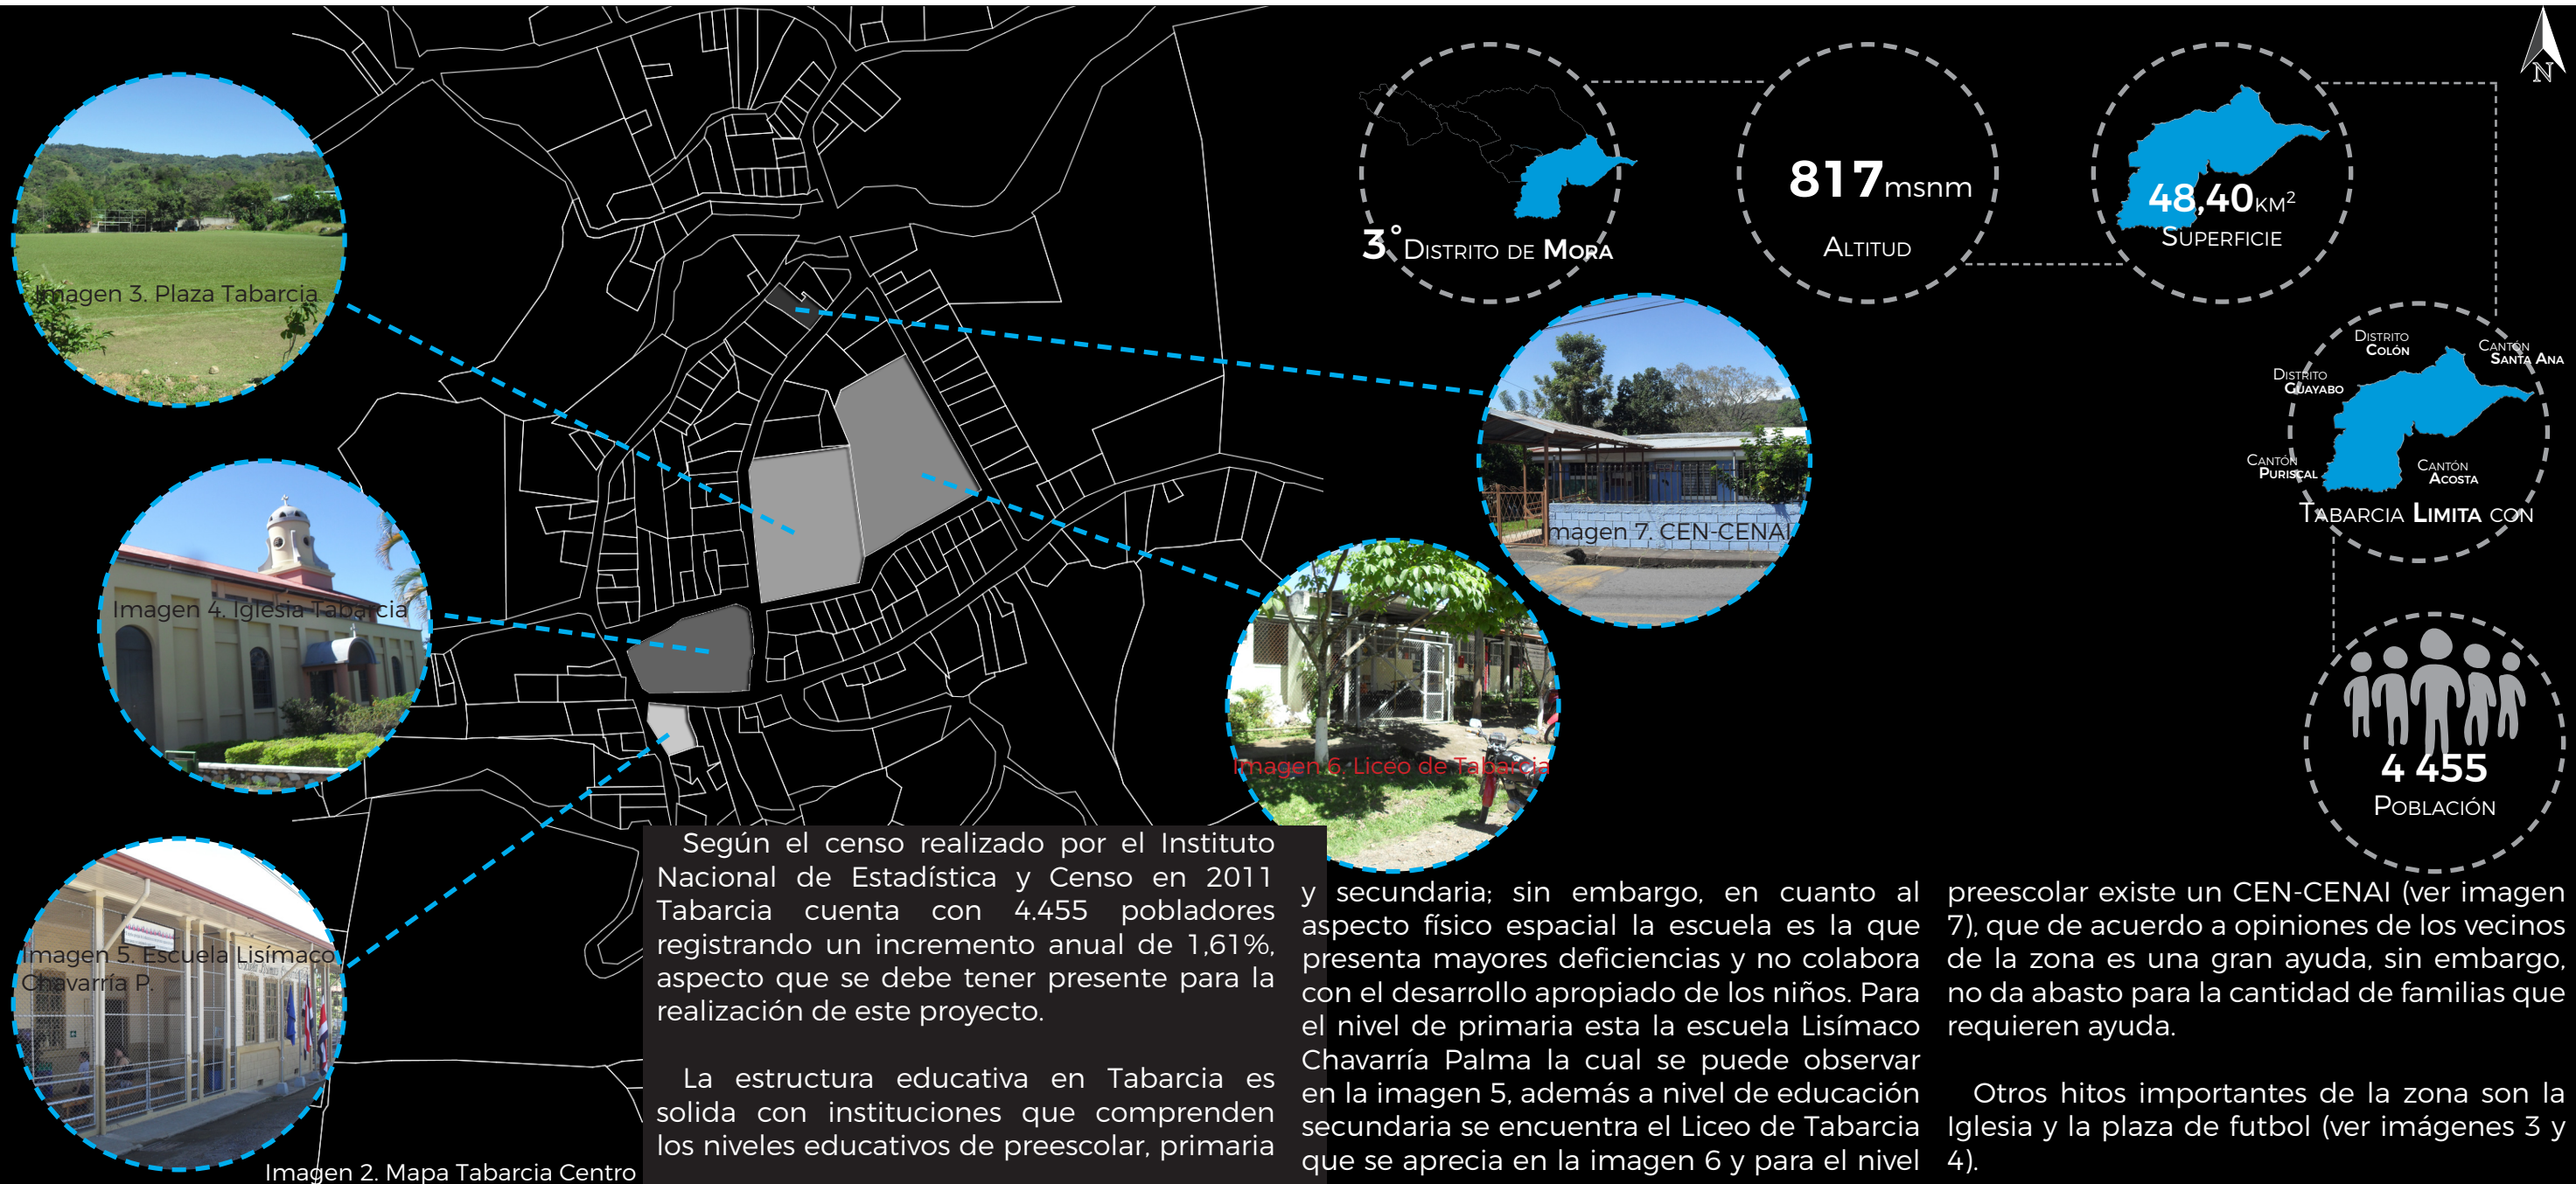 N
3° DISTRITO DE MORA
817 msnm
ALTITUD
48,40 KM²
SUPERFICIE
DISTRITO
COLÓN
CANTÓN
SANTA ANA
DISTRITO
GUAYABO
CANTÓN
PURISCAL
CANTÓN
ACOSTA
TABARCIA LIMITA CON
4 455
POBLACIÓN
Imagen 3. Plaza Tabarcia
Imagen 4. Iglesia Tabarcia
Imagen 5. Escuela Lisímaco
Chavarría P.
Imagen 7. CEN-CENAI
Imagen 6. Liceo de Tabarcia
Imagen 2. Mapa Tabarcia Centro
Según el censo realizado por el Instituto
Nacional de Estadística y Censo en 2011
Tabarcia cuenta con 4.455 pobladores
registrando un incremento anual de 1,61%,
aspecto que se debe tener presente para la
realización de este proyecto.
La estructura educativa en Tabarcia es
solida con instituciones que comprenden
los niveles educativos de preescolar, primaria
y secundaria; sin embargo, en cuanto al
aspecto físico espacial la escuela es la que
presenta mayores deficiencias y no colabora
con el desarrollo apropiado de los niños. Para
el nivel de primaria esta la escuela Lisímaco
Chavarría Palma la cual se puede observar
en la imagen 5, además a nivel de educación
secundaria se encuentra el Liceo de Tabarcia
que se aprecia en la imagen 6 y para el nivel
preescolar existe un CEN-CENAI (ver imagen
7), que de acuerdo a opiniones de los vecinos
de la zona es una gran ayuda, sin embargo,
no da abasto para la cantidad de familias que
requieren ayuda.
Otros hitos importantes de la zona son la
Iglesia y la plaza de futbol (ver imágenes 3 y
4).